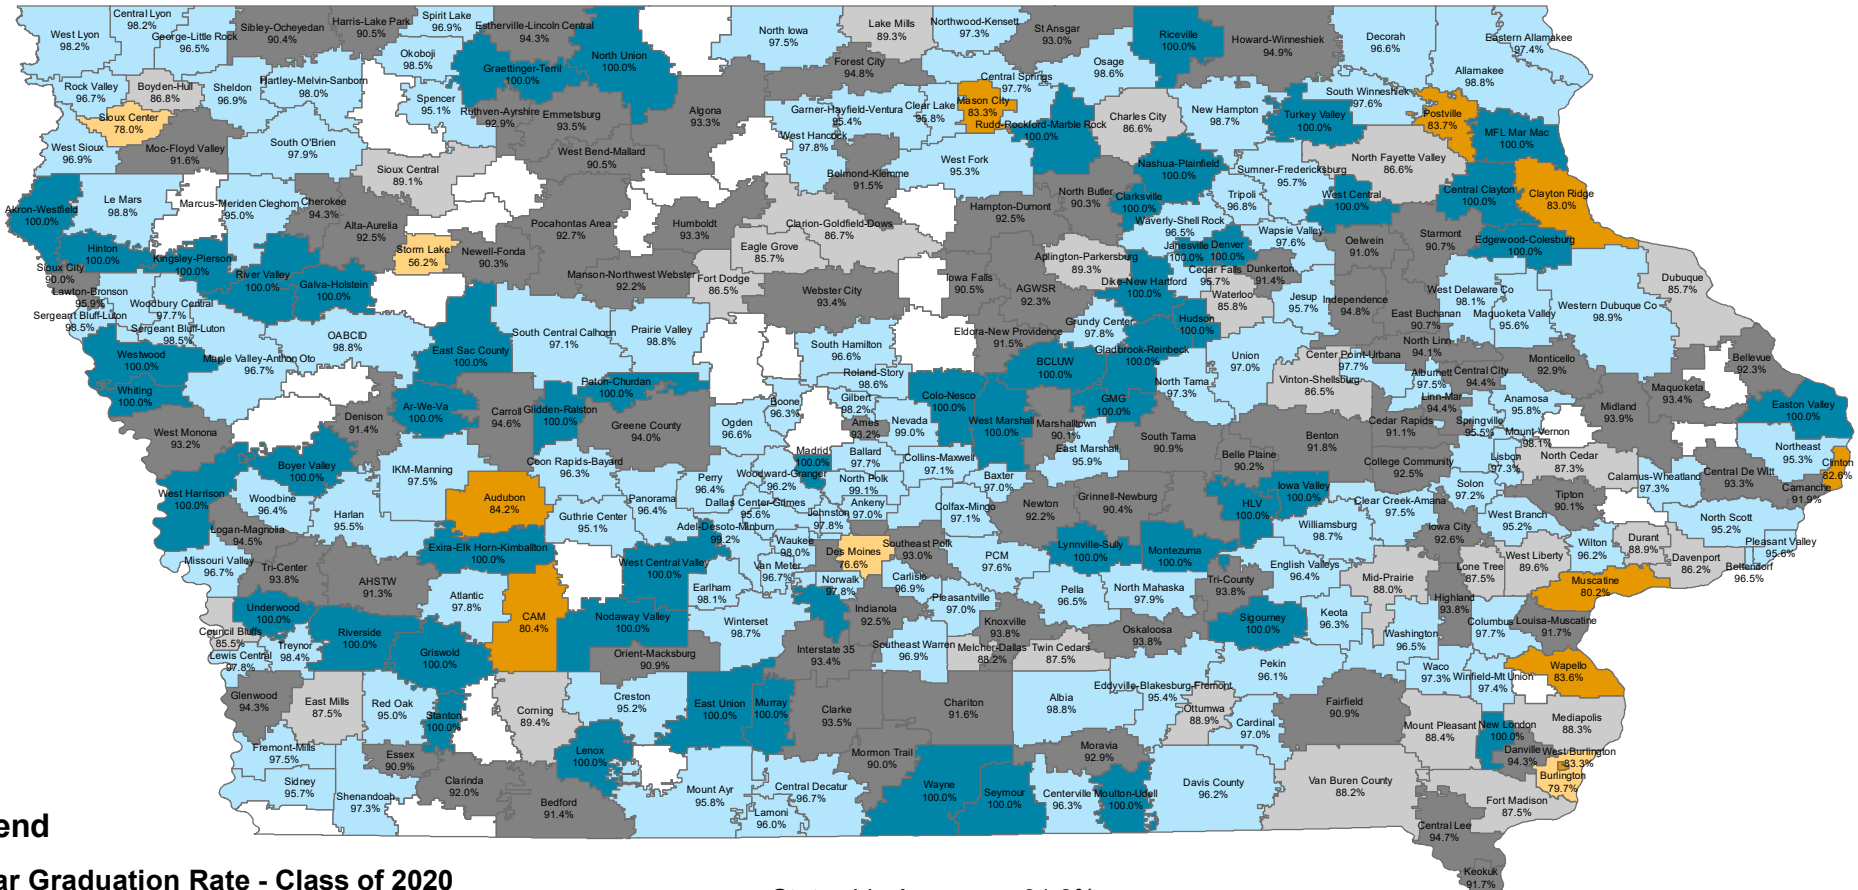 Central Lyon
98.2%
West Lyon
98.2%
George-Little Rock
96.5%
Sibley-Ocheyedan
90.4%
Harris-Lake Park
90.5%
Spirit Lake
96.9%
Estherville-Lincoln Central
94.3%
Okoboji
98.5%
Graettinger-Terril
100.0%
North Union
100.0%
North Iowa
97.5%
Lake Mills
89.3%
Northwood-Kensett
97.3%
St Ansgar
93.0%
Riceville
100.0%
Howard-Winneshiek
94.9%
Decorah
96.6%
Eastern Allamakee
97.4%
Rock Valley
96.7%
Boyden-Hull
86.8%
Sheldon
96.9%
Hartley-Melvin-Sanborn
98.0%
Spencer
95.1%
Ruthven-Ayrshire
92.9%
Emmetsburg
93.5%
Algona
93.3%
Forest City
94.8%
Garner-Hayfield-Ventura
95.4%
Clear Lake
95.8%
Mason City
83.3%
Central Springs
97.7%
Osage
98.6%
Rudd-Rockford-Marble Rock
100.0%
Charles City
86.6%
New Hampton
98.7%
Turkey Valley
100.0%
South Winneshiek
97.6%
Allamakee
98.8%
Postville
83.7%
MFL Mar Mac
100.0%
Sioux Center
78.0%
West Sioux
96.9%
Moc-Floyd Valley
91.6%
South O'Brien
97.9%
Sioux Central
89.1%
West Bend-Mallard
90.5%
West Hancock
97.8%
Belmond-Klemme
91.5%
West Fork
95.3%
Nashua-Plainfield
100.0%
Sumner-Fredericksburg
95.7%
North Fayette Valley
86.6%
Central Clayton
100.0%
Clayton Ridge
83.0%
Akron-Westfield
100.0%
Le Mars
98.8%
Marcus-Meriden Cleghorn
95.0%
Cherokee
94.3%
Alta-Aurelia
92.5%
Storm Lake
56.2%
Newell-Fonda
90.3%
Pocahontas Area
92.7%
Humboldt
93.3%
Clarion-Goldfield-Dows
86.7%
Eagle Grove
85.7%
Hampton-Dumont
92.5%
North Butler
90.3%
Clarksville
100.0%
Tripoli
96.8%
West Central
100.0%
Waverly-Shell Rock
96.5%
Wapsie Valley
97.6%
Oelwein
91.0%
Starmont
90.7%
Edgewood-Colesburg
100.0%
Hinton
100.0%
Kingsley-Pierson
100.0%
Sioux City
90.0%
Lawton-Bronson
95.9%
River Valley
100.0%
Galva-Holstein
100.0%
Manson-Northwest Webster
92.2%
Fort Dodge
86.5%
Webster City
93.4%
Iowa Falls
90.5%
AGWSR
92.3%
Aplington-Parkersburg
89.3%
Janesville
100.0%
Denver
100.0%
Cedar Falls
95.7%
Dunkerton
91.4%
Dike-New Hartford
100.0%
Waterloo
85.8%
Jesup
95.7%
Independence
94.8%
West Delaware Co
98.1%
Maquoketa Valley
95.6%
Western Dubuque Co
98.9%
Dubuque
85.7%
Sergeant Bluff-Luton
98.5%
Woodbury Central
97.7%
Sergeant Bluff-Luton
98.5%
Westwood
100.0%
Maple Valley-Anthon Oto
96.7%
OABCID
98.8%
East Sac County
100.0%
South Central Calhoun
97.1%
Prairie Valley
98.8%
South Hamilton
96.6%
Eldora-New Providence
91.5%
Grundy Center
97.8%
Hudson
100.0%
East Buchanan
90.7%
BCLUW
100.0%
Gladbrook-Reinbeck
100.0%
Union
97.0%
North Linn
94.1%
Center Point-Urbana
97.7%
Monticello
92.9%
Bellevue
92.3%
Whiting
100.0%
Ar-We-Va
100.0%
Carroll
94.6%
Glidden-Ralston
100.0%
Paton-Churdan
100.0%
Roland-Story
98.6%
Colo-Nesco
100.0%
GMG
100.0%
North Tama
97.3%
Vinton-Shellsburg
86.5%
Alburnett
97.5%
Central City
94.4%
Maquoketa
93.4%
Easton Valley
100.0%
West Monona
93.2%
Denison
91.4%
Greene County
94.0%
Ogden
96.6%
Boone
96.3%
Gilbert
98.2%
Ames
93.2%
Nevada
99.0%
West Marshall
100.0%
Marshalltown
90.1%
South Tama
90.9%
Belle Plaine
90.2%
Benton
91.8%
Cedar Rapids
91.1%
Linn-Mar
94.4%
Springville
95.5%
Anamosa
95.8%
Midland
93.9%
Mount Vernon
98.1%
Northeast
95.3%
Clinton
82.6%
Boyer Valley
100.0%
IKM-Manning
97.5%
Coon Rapids-Bayard
96.3%
Perry
96.4%
Woodward-Granger
96.2%
Madrid
100.0%
Ballard
97.7%
North Polk
99.1%
Collins-Maxwell
97.1%
Baxter
97.0%
East Marshall
95.9%
College Community
92.5%
Lisbon
97.3%
North Cedar
87.3%
Calamus-Wheatland
97.3%
Central De Witt
93.3%
Camanche
91.9%
West Harrison
100.0%
Woodbine
96.4%
Harlan
95.5%
Audubon
84.2%
Guthrie Center
95.1%
Panorama
96.4%
Dallas Center-Grimes
95.6%
Johnston
97.8%
Ankeny
97.0%
Colfax-Mingo
97.1%
Newton
92.2%
Grinnell-Newburg
90.4%
HLV
100.0%
Iowa Valley
100.0%
Williamsburg
98.7%
Clear Creek-Amana
97.5%
Solon
97.2%
West Branch
95.2%
Tipton
90.1%
North Scott
95.2%
Pleasant Valley
95.6%
Logan-Magnolia
94.5%
Missouri Valley
96.7%
Tri-Center
93.8%
Exira-Elk Horn-Kimballton
100.0%
AHSTW
91.3%
Adel-Desoto-Minburn
99.2%
Waukee
98.0%
Des Moines
76.6%
Southeast Polk
93.0%
Van Meter
96.7%
West Central Valley
100.0%
PCM
97.6%
Lynnville-Sully
100.0%
Montezuma
100.0%
Iowa City
92.6%
English Valleys
96.4%
Lone Tree
87.5%
West Liberty
89.6%
Wilton
96.2%
Durant
88.9%
Davenport
86.2%
Bettendorf
96.5%
Underwood
100.0%
Atlantic
97.8%
CAM
80.4%
Earlham
98.1%
Norwalk
97.8%
Carlisle
96.9%
Indianola
92.5%
Pleasantville
97.0%
Pella
96.5%
North Mahaska
97.9%
Tri-County
93.8%
Mid-Prairie
88.0%
Highland
93.8%
Muscatine
80.2%
Council Bluffs
85.5%
Lewis Central
97.8%
Treynor
98.4%
Riverside
100.0%
Griswold
100.0%
Nodaway Valley
100.0%
Winterset
98.7%
Knoxville
93.8%
Oskaloosa
93.8%
Sigourney
100.0%
Keota
96.3%
Washington
96.5%
Columbus
97.7%
Louisa-Muscatine
91.7%
Orient-Macksburg
90.9%
Interstate 35
93.4%
Southeast Warren
96.9%
Melcher-Dallas
88.2%
Twin Cedars
87.5%
Pekin
96.1%
Waco
97.3%
Winfield-Mt Union
97.4%
Wapello
83.6%
Glenwood
94.3%
East Mills
87.5%
Red Oak
95.0%
Stanton
100.0%
Corning
89.4%
Creston
95.2%
East Union
100.0%
Murray
100.0%
Clarke
93.5%
Chariton
91.6%
Albia
98.8%
Eddyville-Blakesburg-Fremont
95.4%
Ottumwa
88.9%
Cardinal
97.0%
Fairfield
90.9%
Mount Pleasant
88.4%
New London
100.0%
Mediapolis
88.3%
Danville
94.3%
West Burlington
83.3%
Burlington
79.7%
Fremont-Mills
97.5%
Essex
90.9%
Lenox
100.0%
Mormon Trail
90.0%
Moravia
92.9%
Sidney
95.7%
Shenandoah
97.3%
Clarinda
92.0%
Bedford
91.4%
Mount Ayr
95.8%
Central Decatur
96.7%
Lamoni
96.0%
Wayne
100.0%
Seymour
100.0%
Centerville
96.3%
Moulton-Udell
100.0%
Davis County
96.2%
Van Buren County
88.2%
Fort Madison
87.5%
Central Lee
94.7%
Keokuk
91.7%
end
ar Graduation Rate - Class of 2020